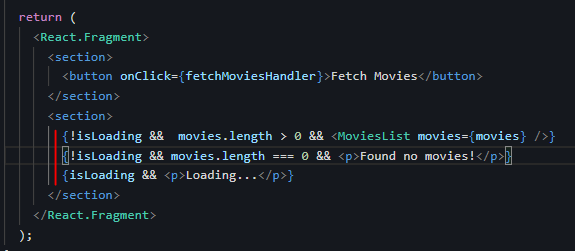 return (
<React.Fragment>
<section>
<button onClick={fetchMoviesHandler}>Fetch Movies</button>
</section>
<section>
{!isLoading &&  movies.length > 0 && <MoviesList movies={movies} />}
{!isLoading && movies.length === 0 && <p>Found no movies!</p>}
{isLoading && <p>Loading...</p>}
</section>
</React.Fragment>
);